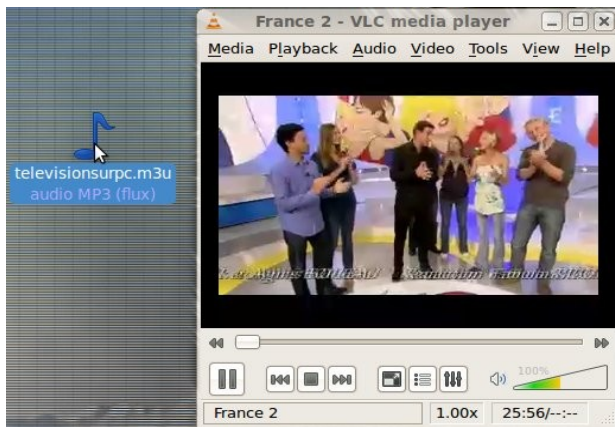 France 2 - VLC media player
Media Playback Audio Video Tools View Help
televisionsurpc.m3u
audio MP3 (flux)
100%
France 2
1.00x
25:56/--:--